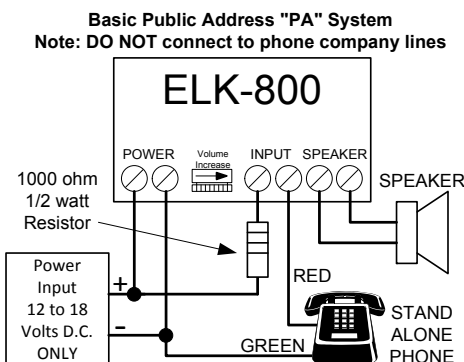 Basic Public Address "PA" System
Note: DO NOT connect to phone company lines
ELK-800
POWER
Volume
Increase
INPUT
SPEAKER
1000 ohm
1/2 watt
Resistor
SPEAKER
Power
Input
12 to 18
Volts D.C.
ONLY
+
-
RED
GREEN
STAND
ALONE
PHONE